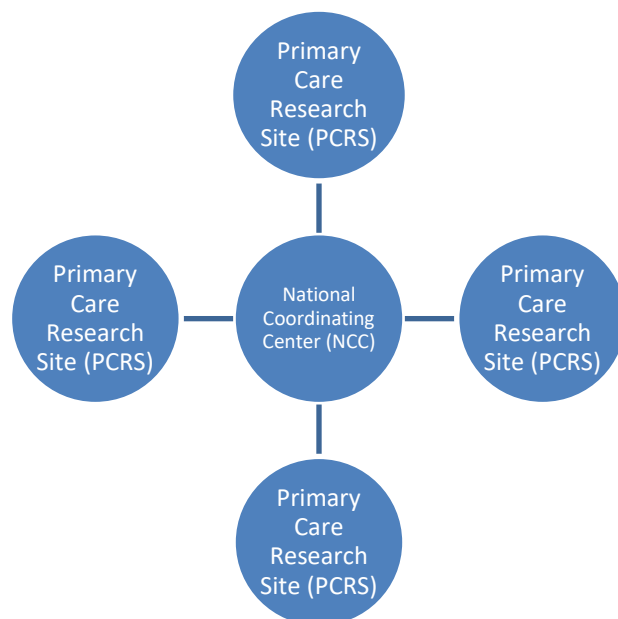 Primary
Care
Research
Site (PCRS)
Primary
Care
Research
Site (PCRS)
National
Coordinating
Center (NCC)
Primary
Care
Research
Site (PCRS)
Primary
Care
Research
Site (PCRS)